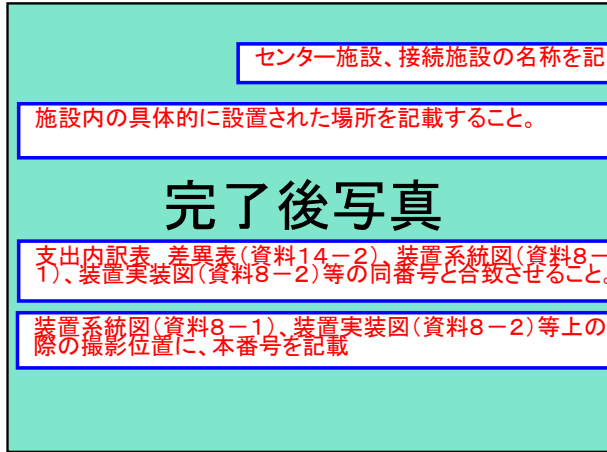 センター施設、接続施設の名称を記
施設内の具体的に設置された場所を記載すること。
完了後写真
支出内訳表、差異表(資料14-2)、装置系統図(資料8-
1)、装置実装図(資料8-2)等の同番号と合致させること。
装置系統図(資料8-1)、装置実装図(資料8-2)等上の
際の撮影位置に、本番号を記載